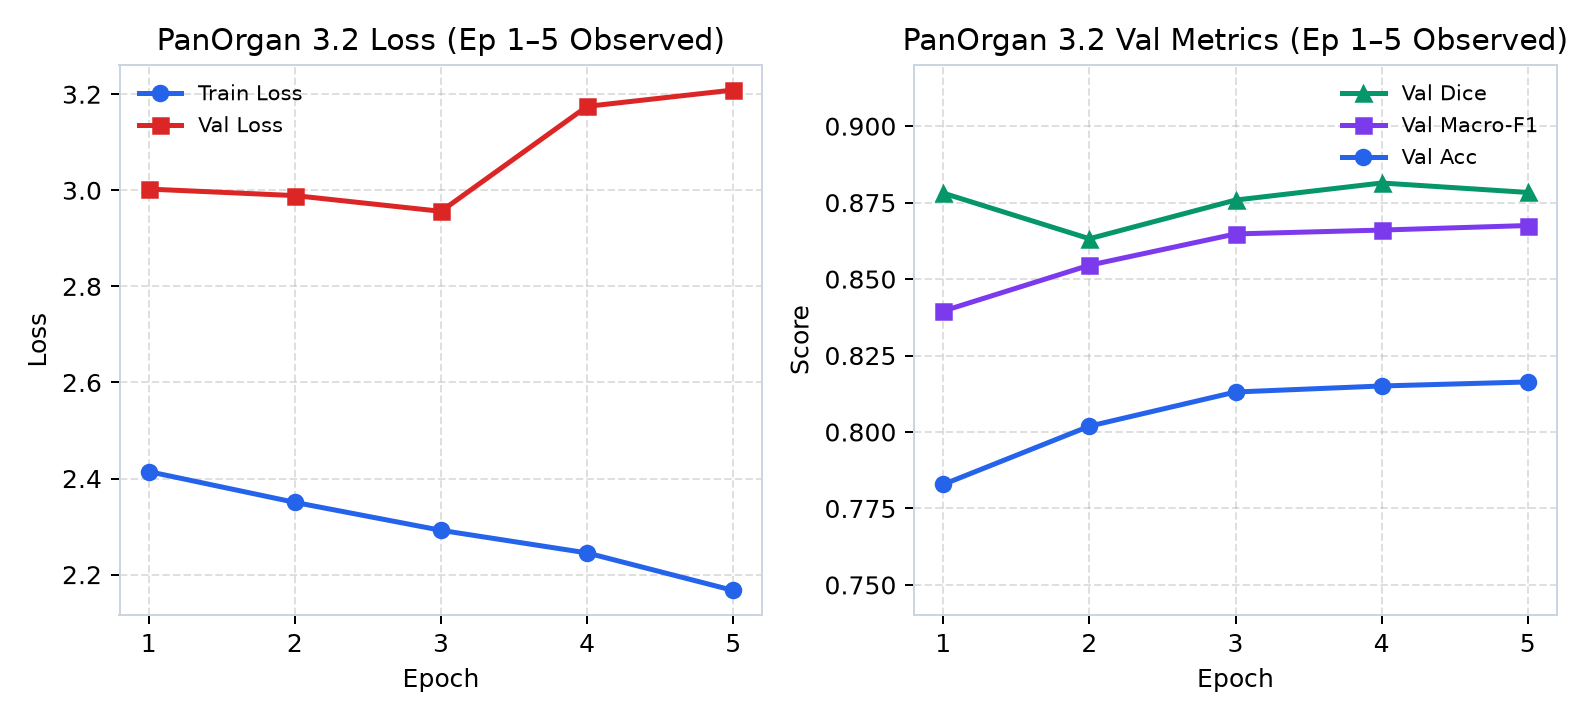 PanOrgan 3.2 Loss (Ep 1–5 Observed)
Train Loss
Val Loss
3.2
3.0
2.8
2.6
2.4
2.2
Loss
1 2 3 4 5
Epoch
PanOrgan 3.2 Val Metrics (Ep 1–5 Observed)
Val Dice
Val Macro-F1
Val Acc
0.900
0.875
0.850
0.825
0.800
0.775
0.750
Score
1 2 3 4 5
Epoch